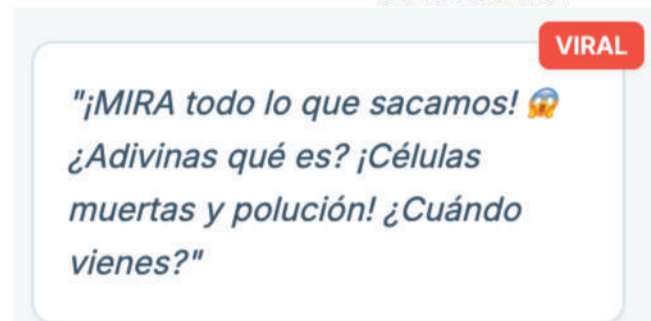 VIRAL
"¡MIRA todo lo que sacamos! 😱
¿Adivinas qué es? ¡Células
muertas y polución! ¿Cuándo
vienes?"